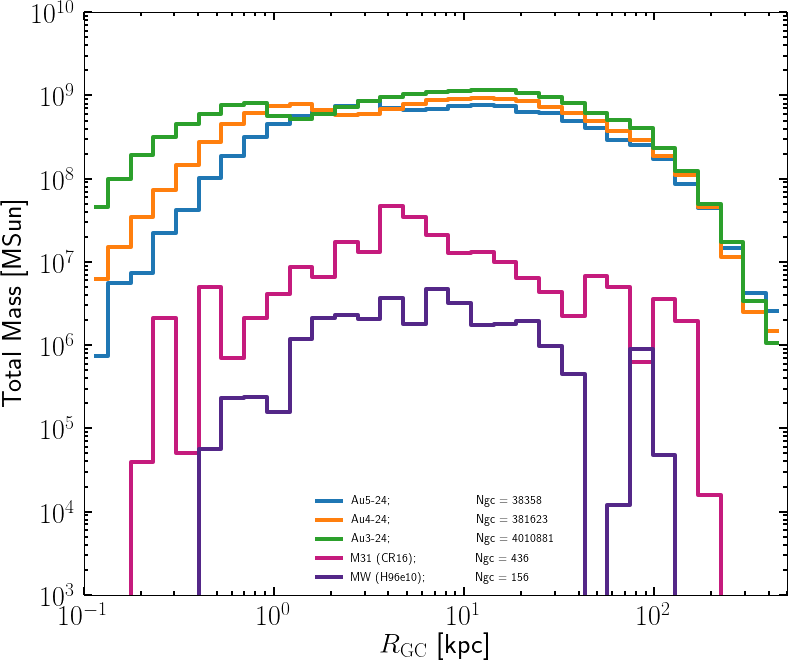 10^10
10^9
10^8
10^7
10^6
10^5
10^4
10^3
Total Mass [MSun]
Au5-24; Ngc = 38358
Au4-24; Ngc = 381623
Au3-24; Ngc = 4010881
M31 (CR16); Ngc = 436
MW (H96e10); Ngc = 156
10^−1 10^0 10^1 10^2
R_GC [kpc]